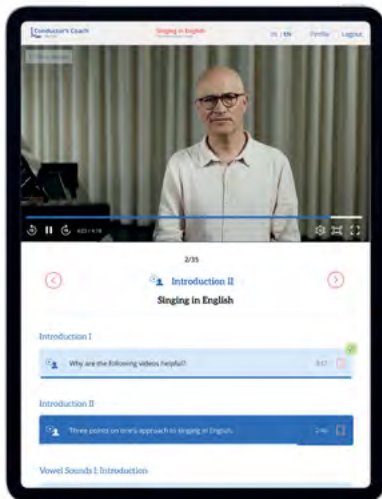 Conductor's Coach
Singing in English
DE / EN
Profile
Logout
2/35
Introduction II
Singing in English
Introduction I
Why are the following videos helpful?
Introduction II
Three points on one's approach to singing in English.
Vowel Sounds I: Introduction